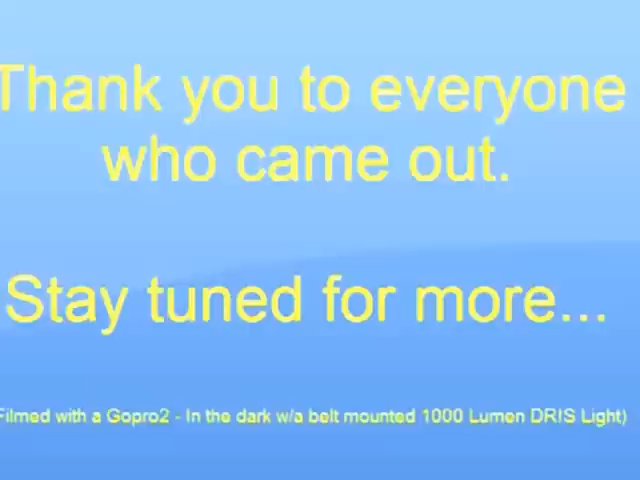 Thank you to everyone
who came out.
Stay tuned for more...
Filmed with a Gopro2 - In the dark w/a belt mounted 1000 Lumen DRIS Light)